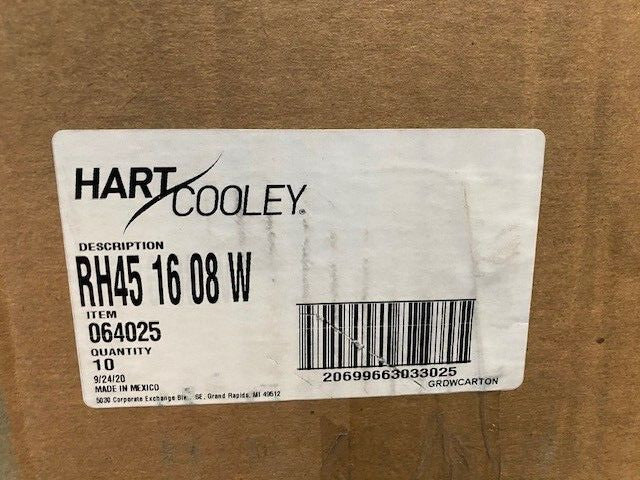 HART COOLEY®
DESCRIPTION
RH45 16 08 W
ITEM
064025
QUANTITY
10
9/24/20
MADE IN MEXICO
5030 Corporate Exchange Blv. SE, Grand Rapids, MI 49512
20699663033025
GRDWCARTON